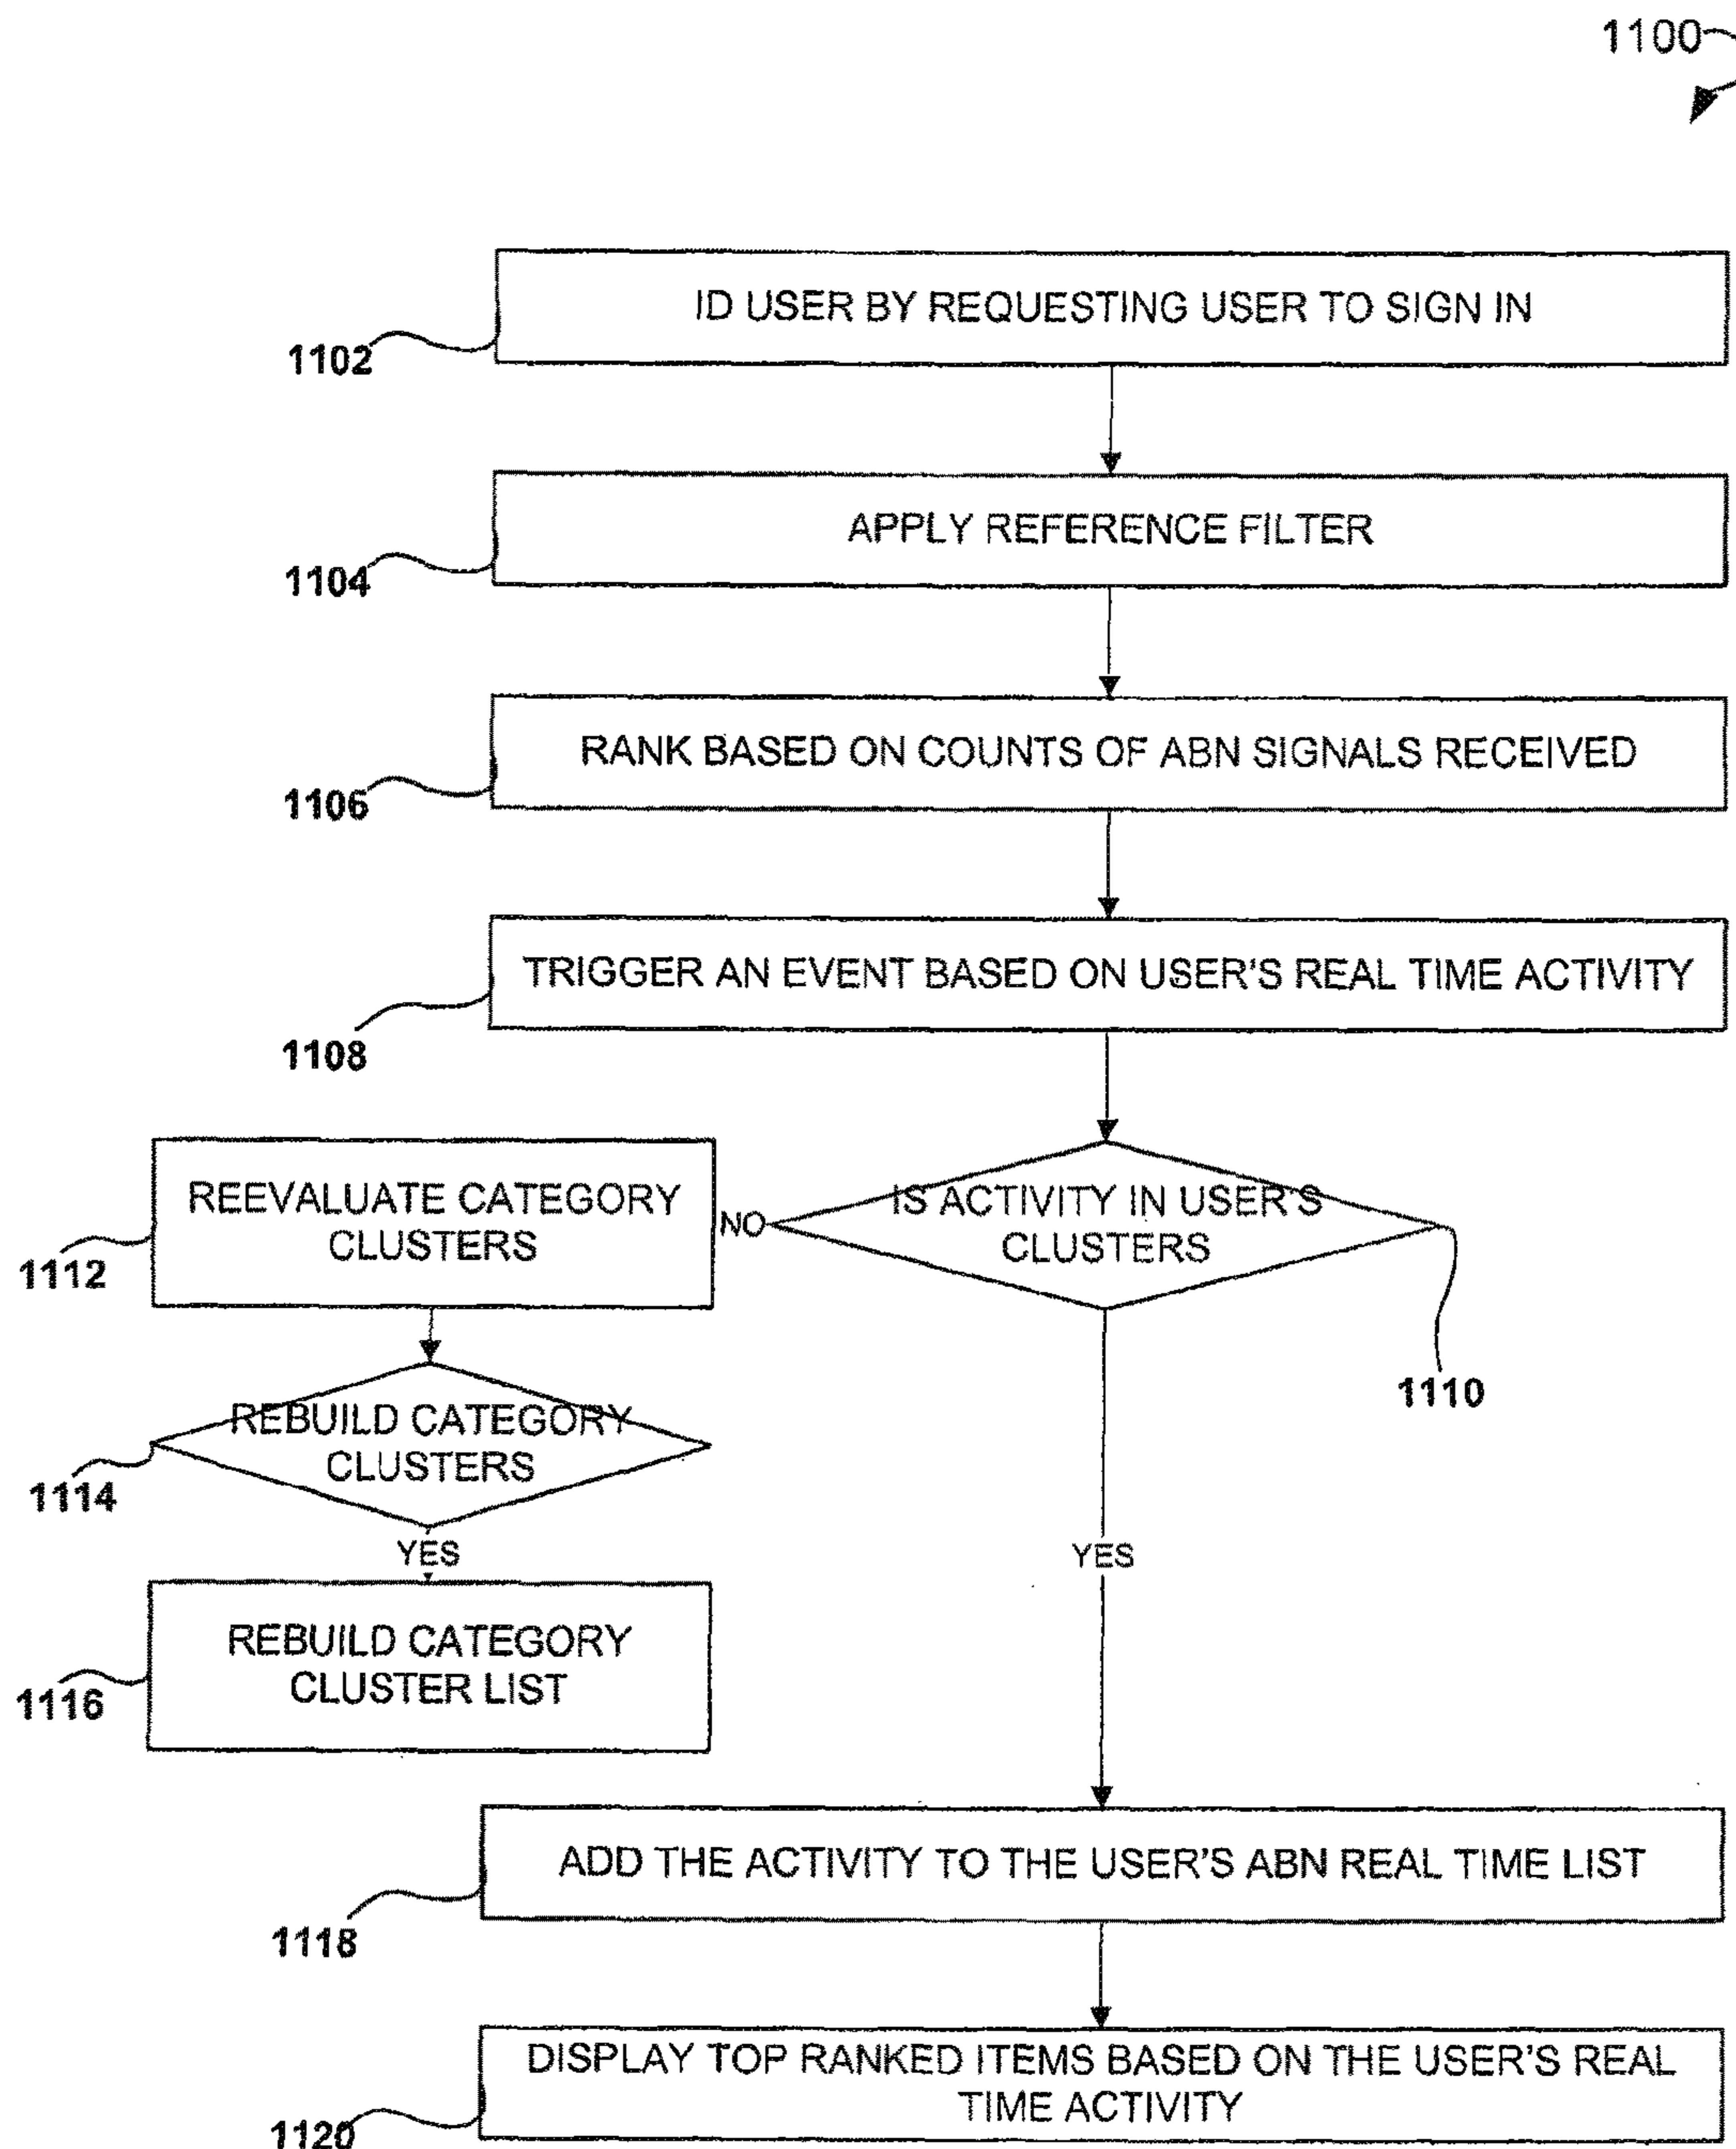 1100
ID USER BY REQUESTING USER TO SIGN IN
1102
APPLY REFERENCE FILTER
1104
RANK BASED ON COUNTS OF ABN SIGNALS RECEIVED
1106
TRIGGER AN EVENT BASED ON USER'S REAL TIME ACTIVITY
1108
REEVALUATE CATEGORY
CLUSTERS
1112
NO
IS ACTIVITY IN USER'S
CLUSTERS
1110
REBUILD CATEGORY
CLUSTERS
1114
YES
YES
REBUILD CATEGORY
CLUSTER LIST
1116
ADD THE ACTIVITY TO THE USER'S ABN REAL TIME LIST
1118
DISPLAY TOP RANKED ITEMS BASED ON THE USER'S REAL
TIME ACTIVITY
1120